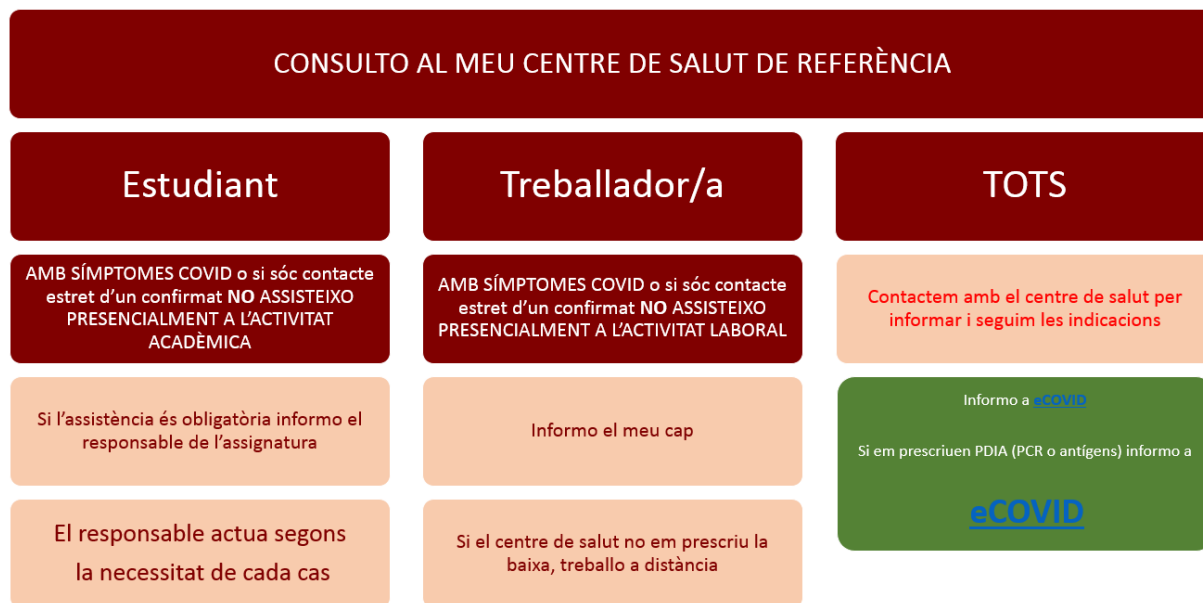 CONSULTO AL MEU CENTRE DE SALUT DE REFERÈNCIA
Estudiant
AMB SÍMPTOMES COVID o si sóc contacte
estret d'un confirmat NO ASSISTEIXO
PRESENCIALMENT A L'ACTIVITAT
ACADÈMICA
Si l'assistència és obligatòria informo el
responsable de l'assignatura
El responsable actua segons
la necessitat de cada cas
Treballador/a
AMB SÍMPTOMES COVID o si sóc contacte
estret d'un confirmat NO ASSISTEIXO
PRESENCIALMENT A L'ACTIVITAT LABORAL
Informo el meu cap
Si el centre de salut no em prescriu la
baixa, treballo a distància
TOTS
Contactem amb el centre de salut per
informar i seguim les indicacions
Informo a eCOVID
Si em prescriuen PDIA (PCR o antígens) informo a
eCOVID